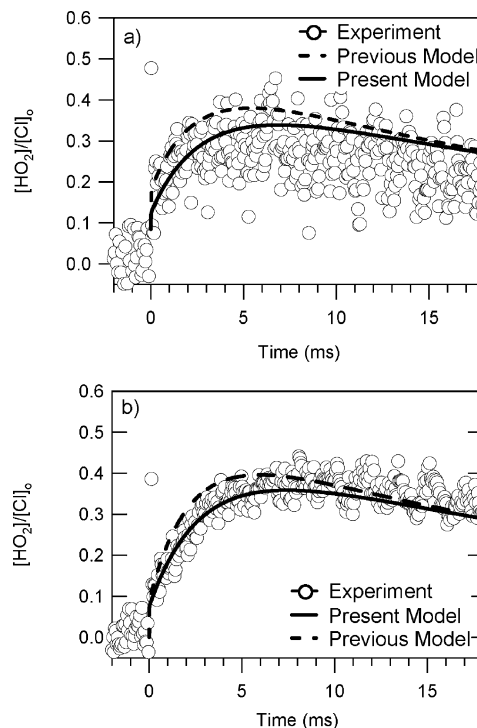 a)
Experiment
Previous Model
Present Model
[HO2]/[Cl]o
0.6
0.5
0.4
0.3
0.2
0.1
0.0
0 5 10 15
Time (ms)
b)
[HO2]/[Cl]o
0.6
0.5
0.4
0.3
0.2
0.1
0.0
Experiment
Present Model
Previous Model
0 5 10 15
Time (ms)